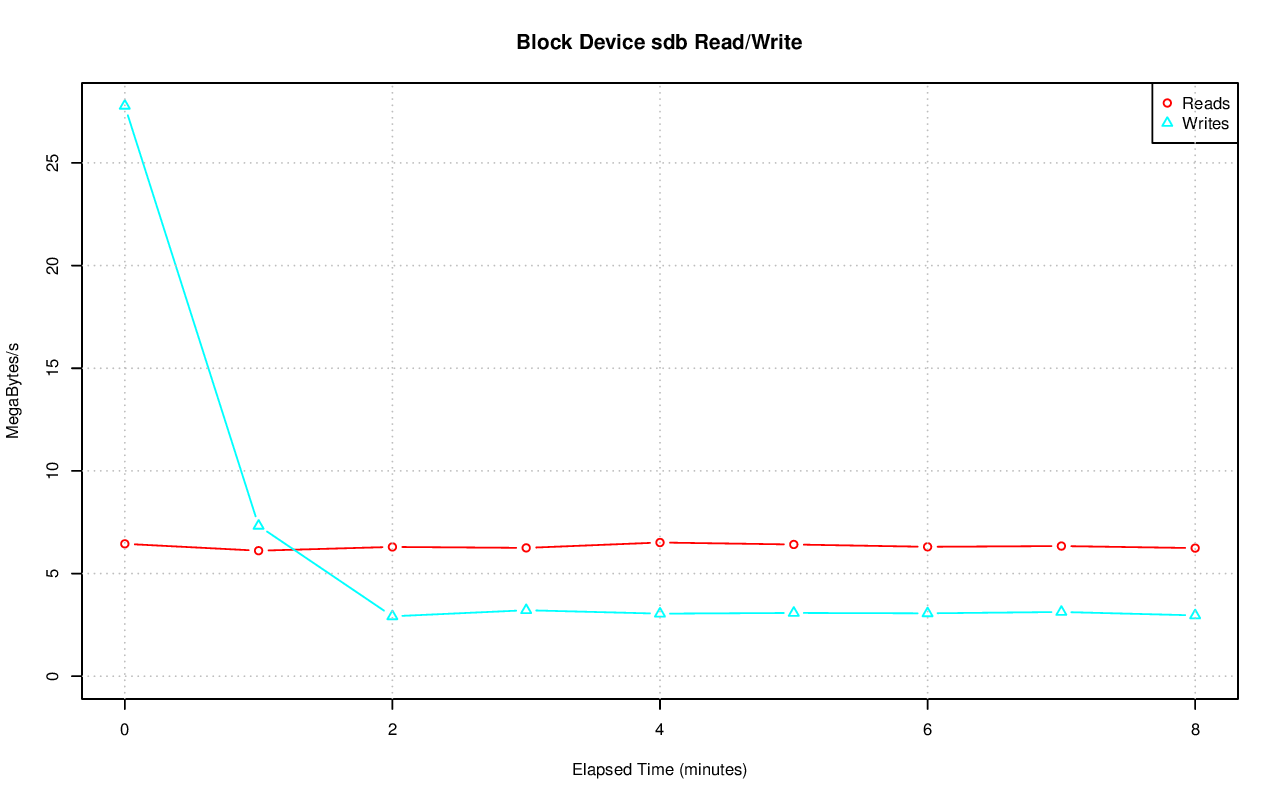 Block Device sdb Read/Write
Reads
Writes
MegaBytes/s
25
20
15
10
5
0
0 2 4 6 8
Elapsed Time (minutes)